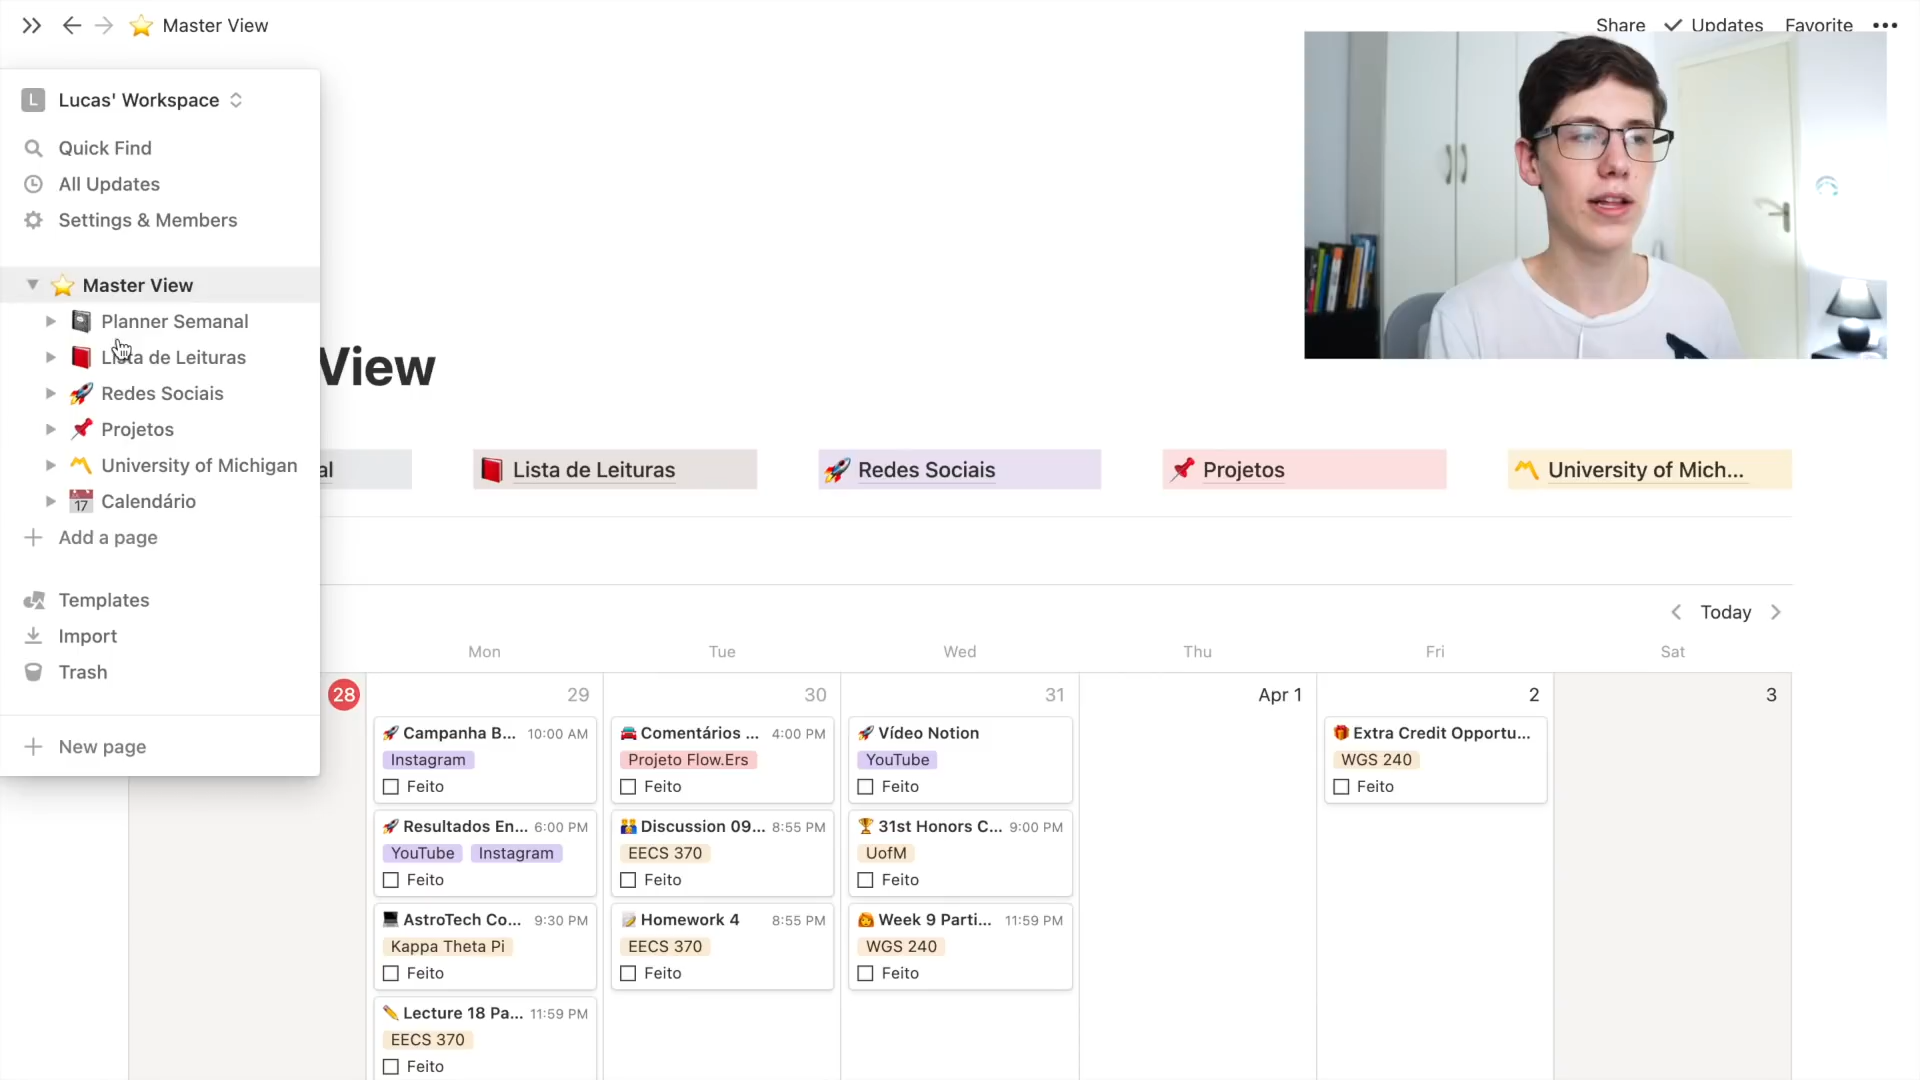 Master View
Share
Updates
Favorite
L
Lucas' Workspace
Quick Find
All Updates
Settings & Members
Master View
Planner Semanal
Lista de Leituras
Redes Sociais
Projetos
University of Michigan
17
Calendário
Add a page
Templates
Import
Trash
New page
View
al
Lista de Leituras
Redes Sociais
Projetos
University of Mich...
Today
Mon
Tue
Wed
Thu
Fri
Sat
28
29
30
31
Apr 1
2
3
Campanha B... 10:00 AM
Instagram
Feito
Resultados En... 6:00 PM
YouTube Instagram
Feito
AstroTech Co... 9:30 PM
Kappa Theta Pi
Feito
Lecture 18 Pa... 11:59 PM
EECS 370
Feito
Comentários ... 4:00 PM
Projeto Flow.Ers
Feito
Discussion 09... 8:55 PM
EECS 370
Feito
Homework 4 8:55 PM
EECS 370
Feito
Vídeo Notion
YouTube
Feito
31st Honors C... 9:00 PM
UofM
Feito
Week 9 Parti... 11:59 PM
WGS 240
Feito
Extra Credit Opportu...
WGS 240
Feito